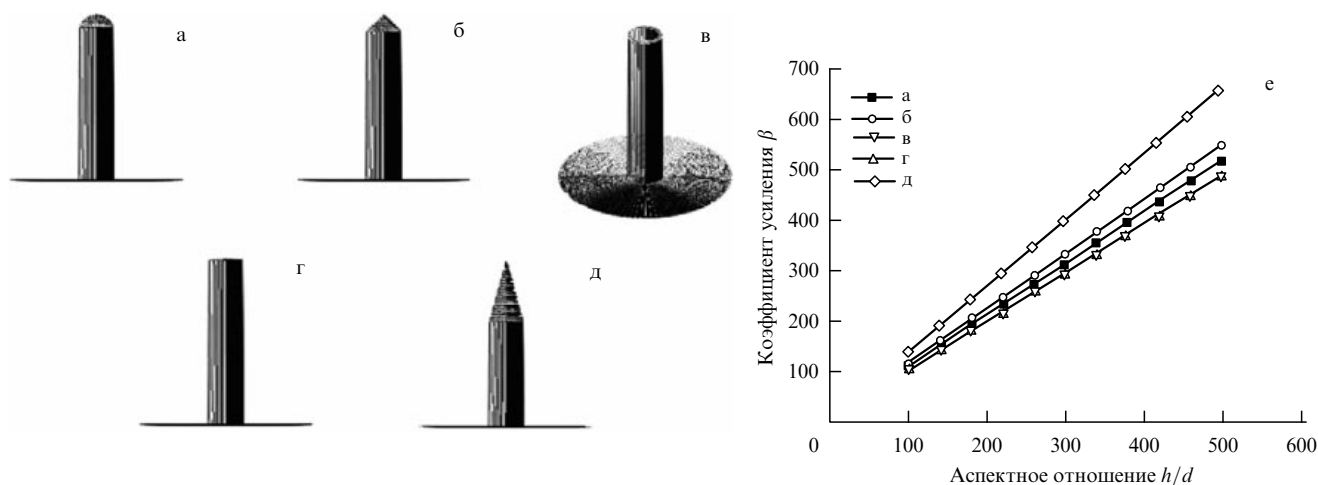 а
б
в
г
д
е
Коэффициент усиления β
700
600
500
400
300
200
100
а
б
в
г
д
0
100
200
300
400
500
600
Аспектное отношение h/d